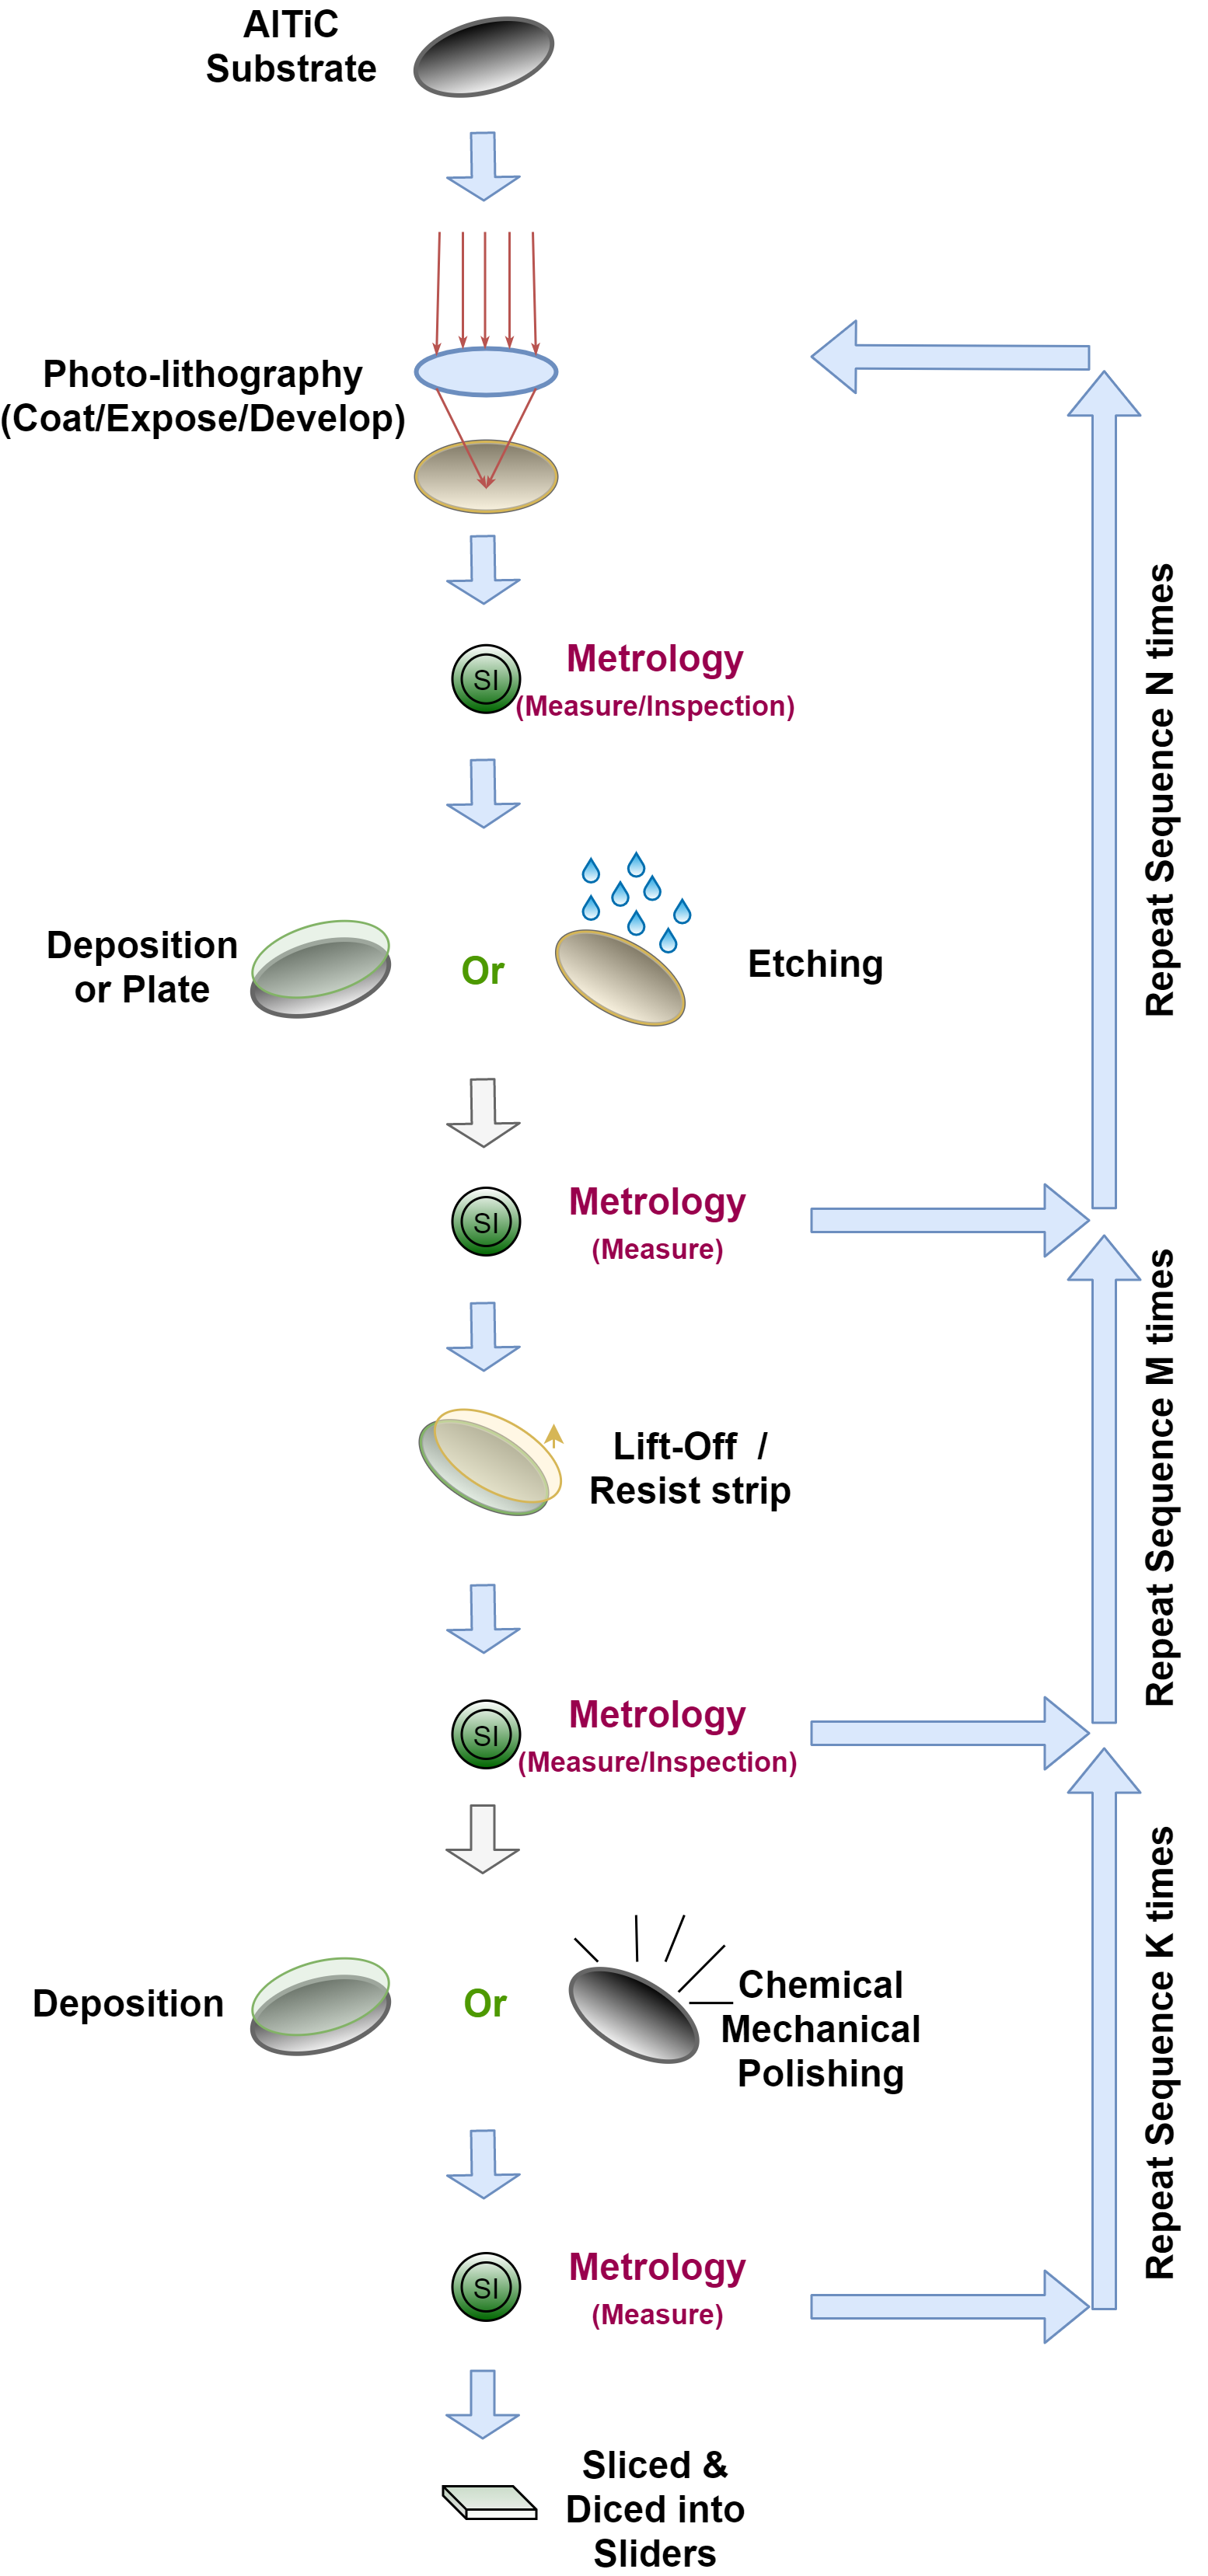 AlTiC
Substrate
Photo-lithography
(Coat/Expose/Develop)
SI
Metrology
(Measure/Inspection)
Deposition
or Plate
Or
Etching
Repeat Sequence N times
SI
Metrology
(Measure)
Lift-Off /
Resist strip
Repeat Sequence M times
SI
Metrology
(Measure/Inspection)
Deposition
Or
Chemical
Mechanical
Polishing
Repeat Sequence K times
SI
Metrology
(Measure)
Sliced &
Diced into
Sliders